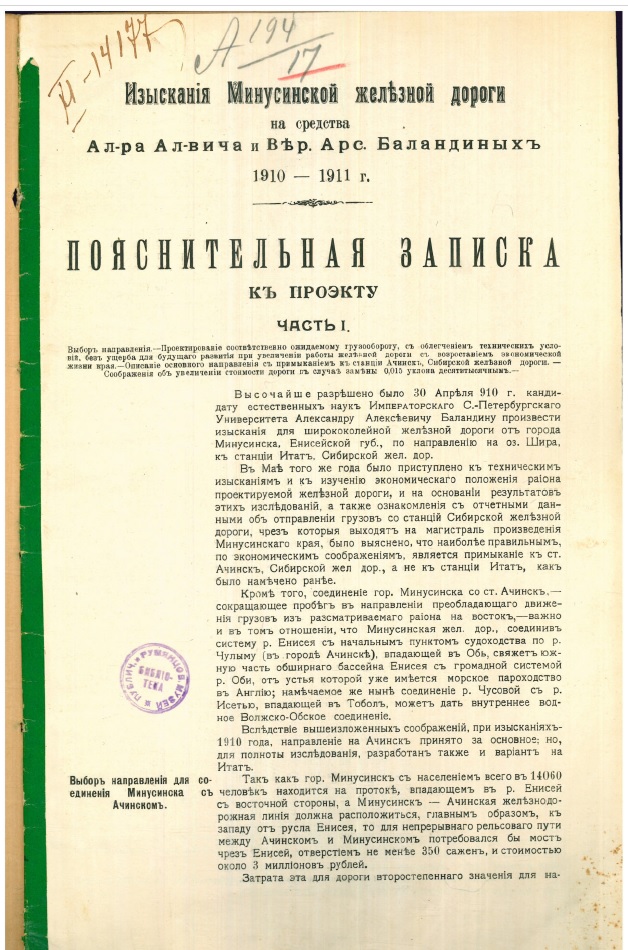 М-14177
А 194/17
Изысканія Минусинской желѣзной дороги
на средства
Ал-ра Ал-вича и Вѣр. Арс. Баландиныхъ
1910 — 1911 г.
ПОЯСНИТЕЛЬНАЯ ЗАПИСКА
КЪ ПРОЭКТУ
ЧАСТЬ I.
Выборъ направленія.—Проектированіе соотвѣтственно ожидаемому грузообороту, съ облегченіемъ техническихъ усло-
вій, безъ ущерба для будущаго развитія при увеличеніи работы желѣзной дороги съ возростаніемъ экономической
жизни края.—Описаніе основного направленія съ примыканіемъ къ станціи Ачинскъ, Сибирской желѣзной дороги. —
Соображенія объ увеличеніи стоимости дороги въ случаѣ замѣны 0,015 уклона десятитысячнымъ.—
Высочайше разрѣшено было 30 Апрѣля 910 г. канди-
дату естественныхъ наукъ Императорскаго С.-Петербургскаго
Университета Александру Алексѣевичу Баландину произвести
изысканія для ширококолейной желѣзной дороги отъ города
Минусинска, Енисейской губ., по направленію на оз. Шира,
къ станціи Итатъ, Сибирской жел. дор.
Въ Маѣ того же года было приступлено къ техническимъ
изысканіямъ и къ изученію экономическаго положенія раіона
проектируемой желѣзной дороги, и на основаніи результатовъ
этихъ изслѣдованій, а также ознакомленія съ отчетными дан-
ными объ отправленіи грузовъ со станцій Сибирской желѣзной
дороги, чрезъ которыя выходятъ на магистраль произведенія
Минусинскаго края, было выяснено, что наиболѣе правильнымъ,
по экономическимъ соображеніямъ, является примыканіе къ ст.
Ачинскъ, Сибирской жел дор., а не къ станціи Итатъ, какъ
было намѣчено ранѣе.
Кромѣ того, соединеніе гор. Минусинска со ст. Ачинскъ,—
сокращающее пробѣгъ въ направленіи преобладающаго движе-
нія грузовъ изъ разсматриваемаго раіона на востокъ,—важно
и въ томъ отношеніи, что Минусинская жел. дор., соединивъ
систему р. Енисея съ начальнымъ пунктомъ судоходства по р.
Чулыму (въ городѣ Ачинскѣ), впадающей въ Обь, свяжетъ юж-
ную часть обширнаго бассейна Енисея съ громадной системой
р. Оби, отъ устья которой уже имѣется морское пароходство
въ Англію; намѣчаемое же нынѣ соединеніе р. Чусовой съ р.
Исетью, впадающей въ Тоболъ, можетъ дать внутреннее вод-
ное Волжско-Обское соединеніе.
ПУБЛИЧ. и РУМЯНЦОВ. МУЗЕЙ
БИБЛІО-
ТЕКА
Вслѣдствіе вышеизложенныхъ соображеній, при изысканіяхъ
1910 года, направленіе на Ачинскъ принято за основное; но,
для полноты изслѣдованія, разработанъ также и варіантъ на
Итатъ.
Выборъ направленія для со-
единенія Минусинска съ
Ачинскомъ.
Такъ какъ гор. Минусинскъ съ населеніемъ всего въ 14060
человѣкъ находится на протокѣ, впадающемъ въ р. Енисей
съ восточной стороны, а Минусинскъ — Ачинская желѣзнодо-
рожная линія должна расположиться, главнымъ образомъ, къ
западу отъ русла Енисея, то для непрерывнаго рельсоваго пути
между Ачинскомъ и Минусинскомъ потребовался бы мостъ
чрезъ Енисей, отверстіемъ не менѣе 350 саженъ, и стоимостью
около 3 милліоновъ рублей.
Затрата эта для дороги второстепеннаго значенія для на-